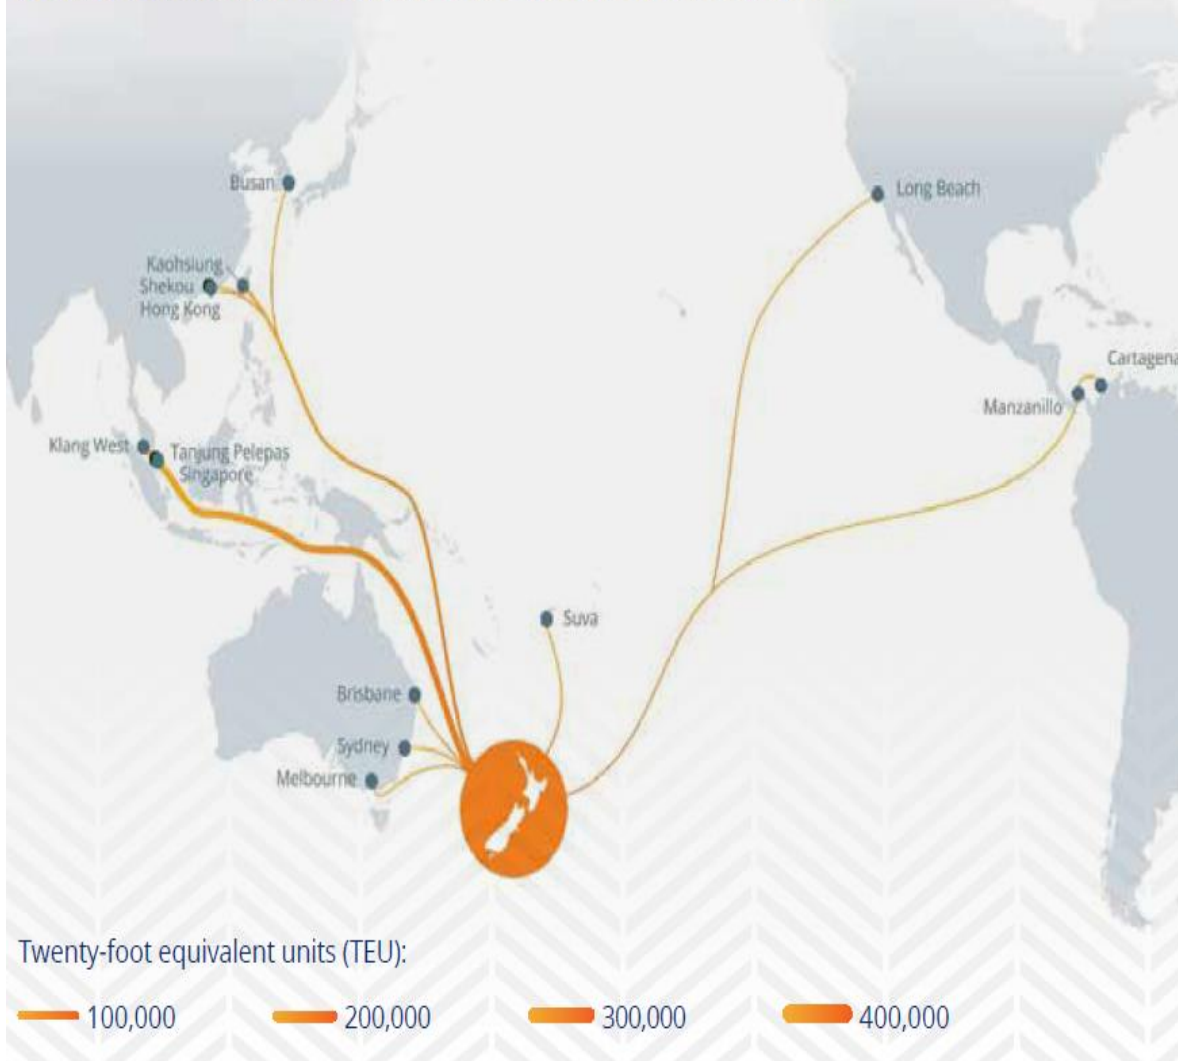 Busan
Long Beach
Kaohsiung
Shekou
Hong Kong
Cartagena
Manzanillo
Klang West
Tanjung Pelepas
Singapore
Suva
Brisbane
Sydney
Melbourne
Twenty-foot equivalent units (TEU):
100,000 200,000 300,000 400,000